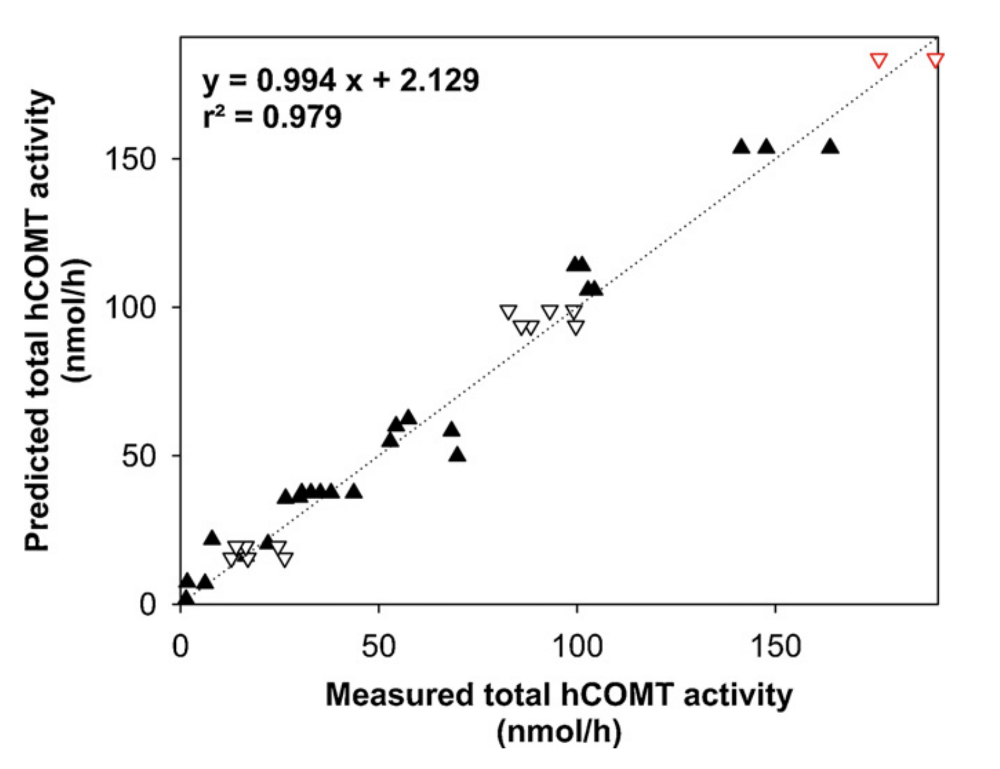 y = 0.994 x + 2.129
r² = 0.979
Predicted total hCOMT activity
(nmol/h)
150
100
50
0
0 50 100 150
Measured total hCOMT activity
(nmol/h)